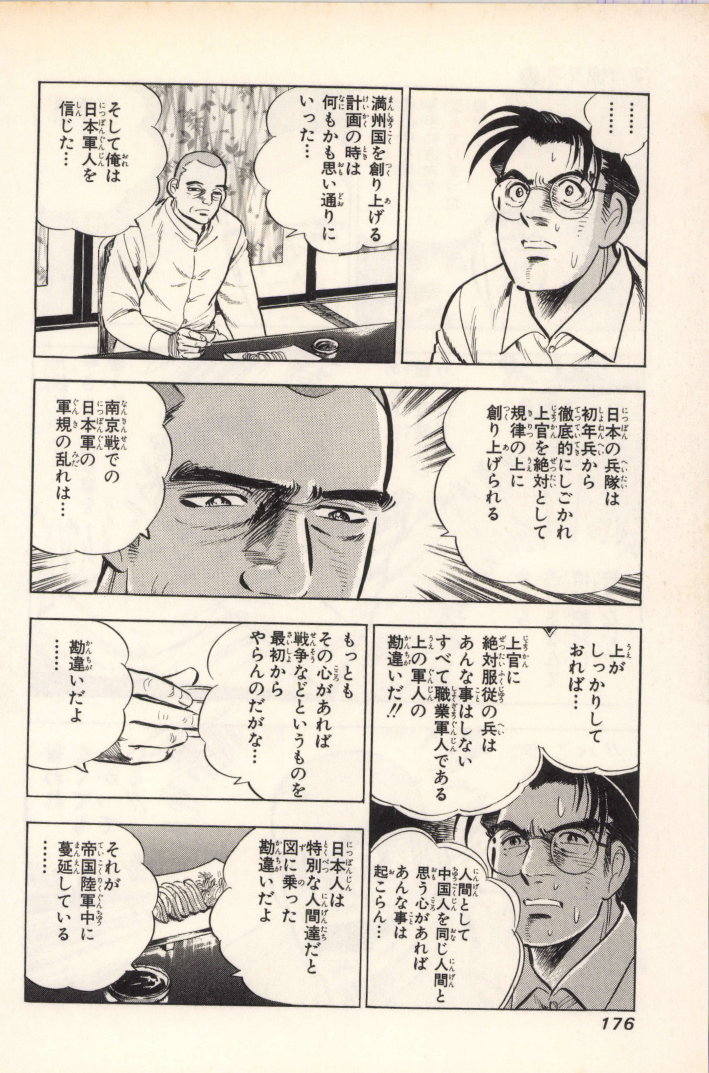 ……
……
満州国を創り上げる
計画の時は
何もかも思い通りに
いった…
そして俺は
日本軍人を
信じた…
日本の兵隊は
初年兵から
徹底的にしごかれ
上官を絶対として
規律の上に
創り上げられる
南京戦での
日本軍の
軍規の乱れは…
上が
しっかりして
おれば…
上官に
絶対服従の兵は
あんな事はしない
すべて職業軍人である
上の軍人の
勘違いだ!!
人間として
中国人を同じ人間と
思う心があれば
あんな事は
起こらん…
もっとも
その心があれば
戦争などというものを
最初から
やらんのだがな…
勘違いだよ
……
日本人は
特別な人間達だと
図に乗った
勘違いだよ
それが
帝国陸軍中に
蔓延している
……
176